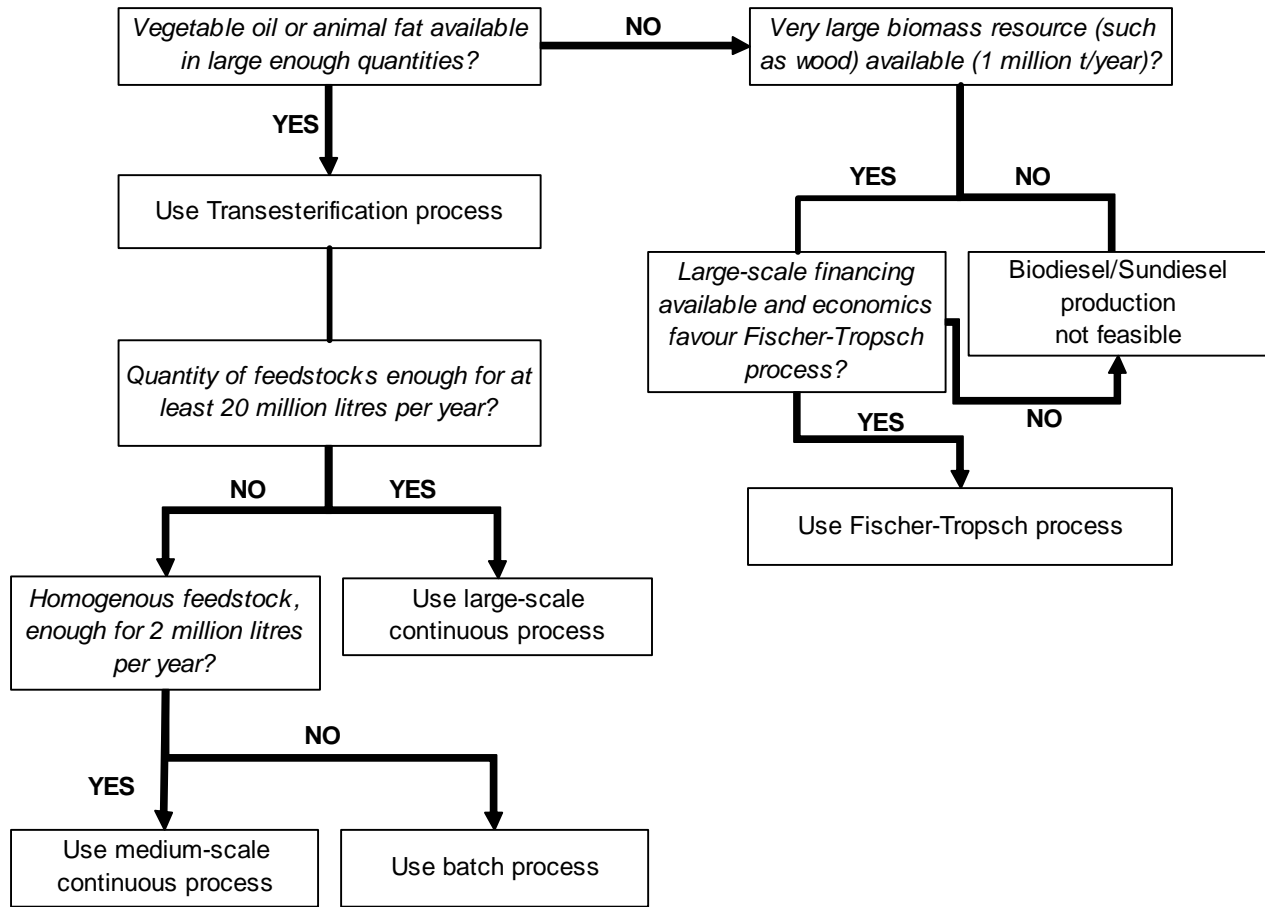 Vegetable oil or animal fat available
in large enough quantities?
NO
Very large biomass resource (such
as wood) available (1 million t/year)?
YES
Use Transesterification process
YES
NO
Large-scale financing
available and economics
favour Fischer-Tropsch
process?
Biodiesel/Sundiesel
production
not feasible
Quantity of feedstocks enough for at
least 20 million litres per year?
YES
NO
NO
YES
Use Fischer-Tropsch process
Homogenous feedstock,
enough for 2 million litres
per year?
Use large-scale
continuous process
NO
YES
Use medium-scale
continuous process
Use batch process